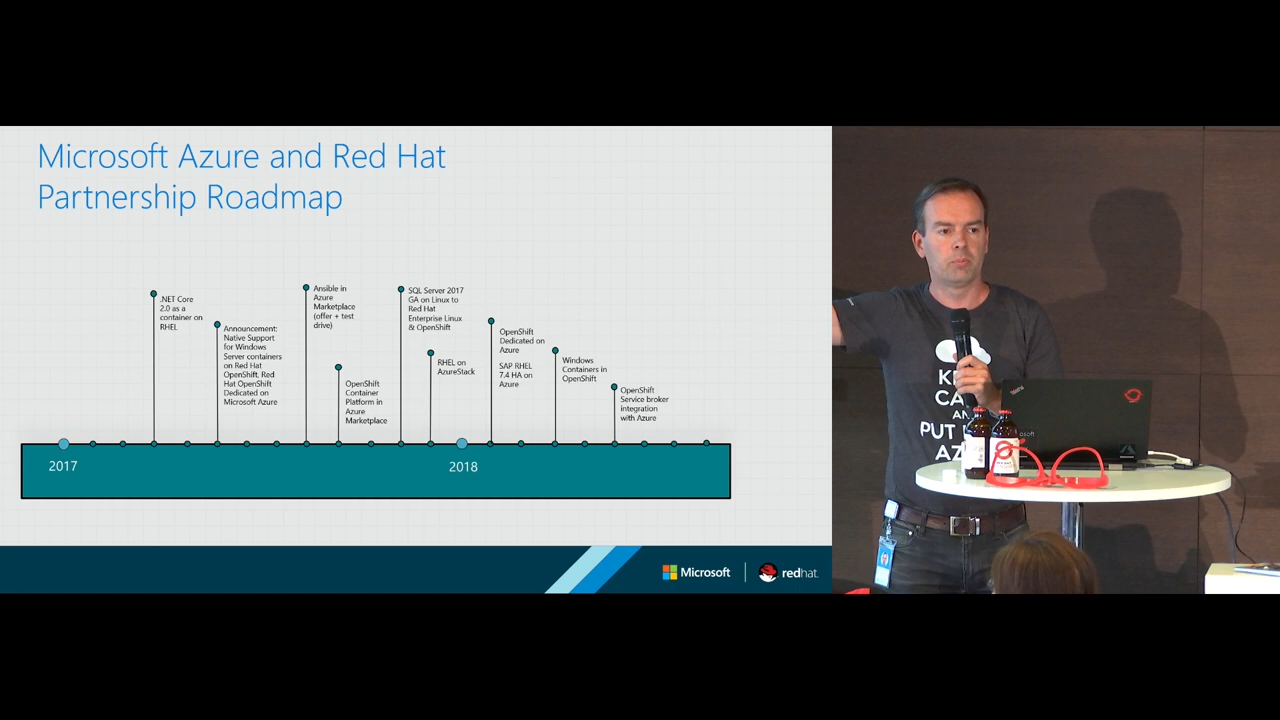 Microsoft Azure and Red Hat
Partnership Roadmap
.NET Core
2.0 as a
container on
RHEL
Announcement:
Native Support
for Windows
Server containers
on Red Hat
OpenShift, Red
Hat OpenShift
Dedicated on
Microsoft Azure
Ansible in
Azure
Marketplace
(offer + test
drive)
OpenShift
Container
Platform in
Azure
Marketplace
SQL Server 2017
GA on Linux to
Red Hat
Enterprise Linux
& OpenShift
RHEL on
AzureStack
OpenShift
Dedicated on
Azure
SAP RHEL
7.4 HA on
Azure
Windows
Containers in
OpenShift
OpenShift
Service broker
integration
with Azure
2017
2018
Microsoft
redhat.
ThinkPad
PUT